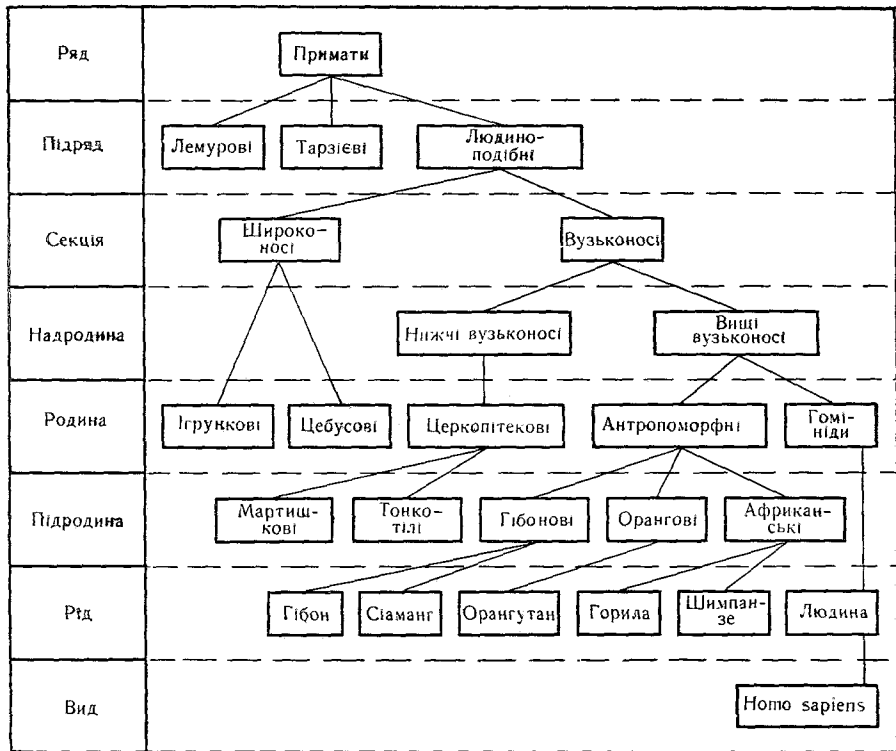 Ряд
Примати
Підряд
Лемурові
Тарзієві
Людино-
подібні
Секція
Широко-
носі
Вузьконосі
Надродина
Нижчі вузьконосі
Вищі
вузьконосі
Родина
Ігрункові
Цебусові
Церкопітекові
Антропоморфні
Гомі-
ніди
Підродина
Мартиш-
кові
Тонко-
тілі
Гібонові
Орангові
Африкан-
ські
Рід
Гібон
Сіаманг
Орангутан
Горила
Шимпан-
зе
Людина
Вид
Homo sapiens